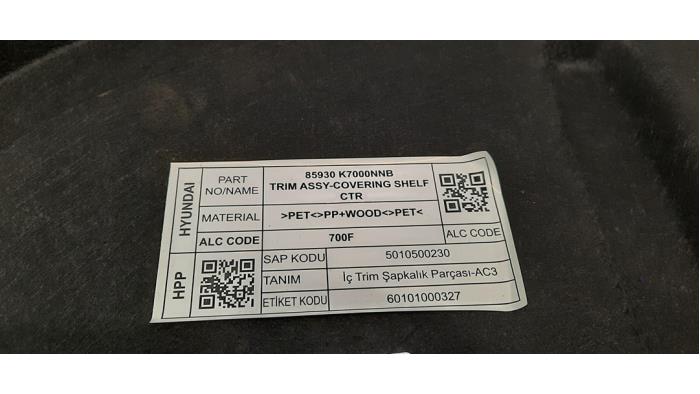 HYUNDAI
PART NO/NAME
85930 K7000NNB
TRIM ASSY-COVERING SHELF
CTR
MATERIAL
>PET<>PP+WOOD<>PET<
ALC CODE
700F
ALC CODE
HPP
SAP KODU
5010500230
TANIM
İç Trim Şapkalık Parçası-AC3
ETİKET KODU
60101000327